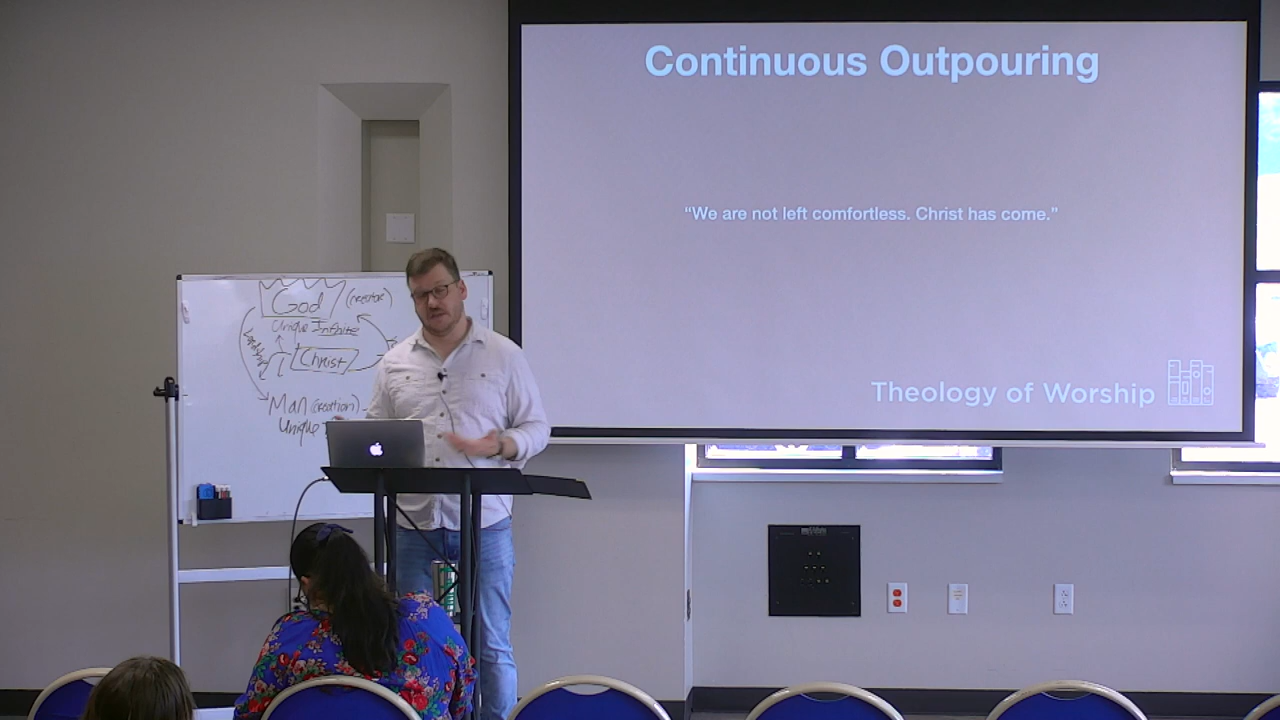 Continuous Outpouring
“We are not left comfortless. Christ has come.”
Theology of Worship
God (creator)
Unique Infinite
Christ
Man (creation)
Unique